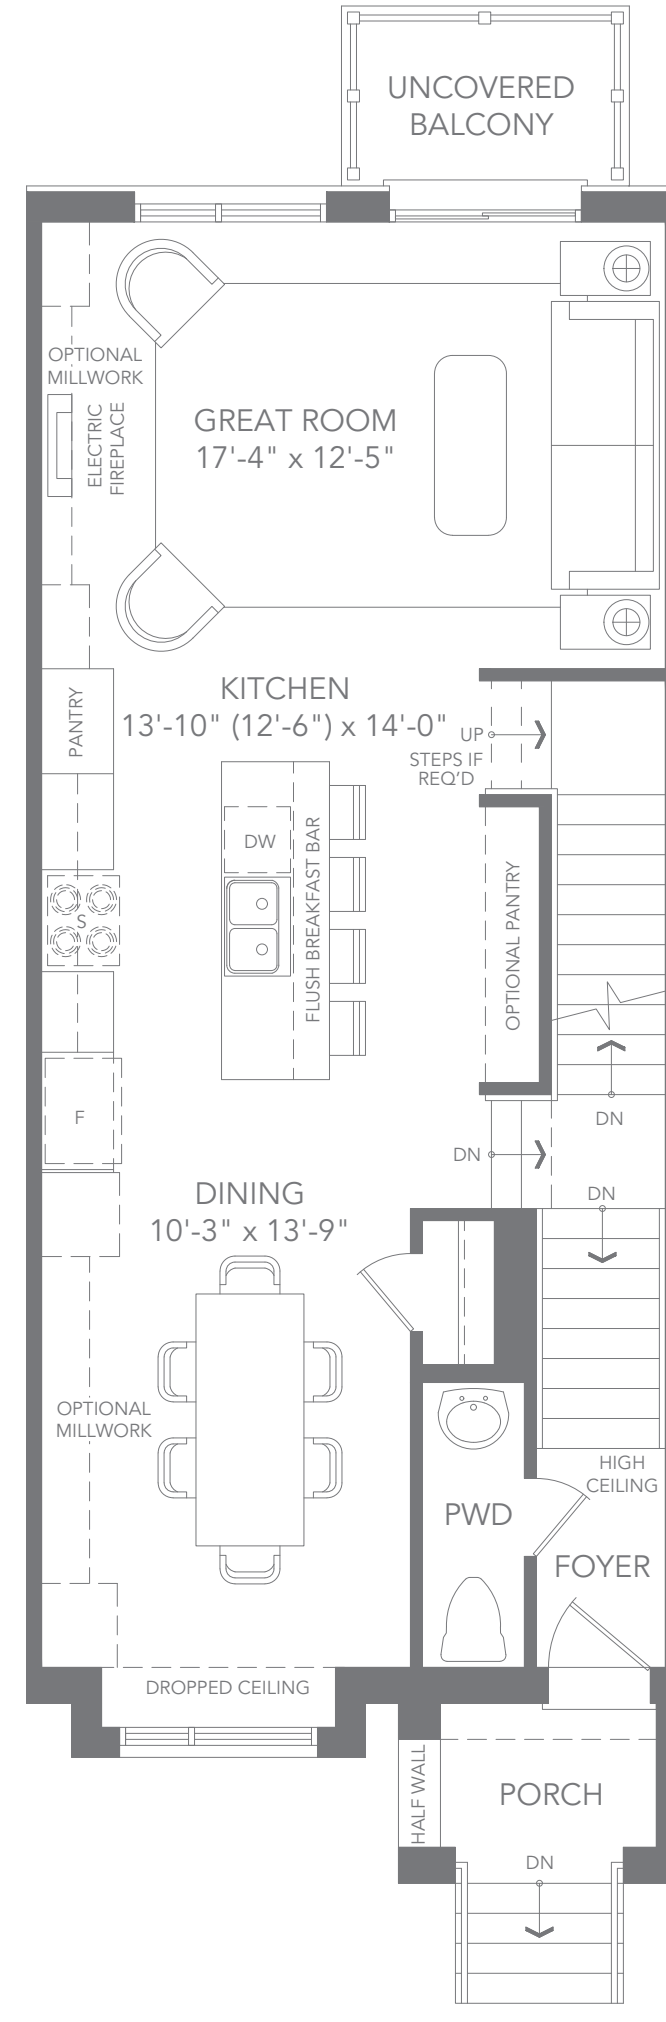 UNCOVERED
BALCONY
OPTIONAL
MILLWORK
ELECTRIC
FIREPLACE
GREAT ROOM
17'-4" x 12'-5"
KITCHEN
13'-10" (12'-6") x 14'-0"
PANTRY
UP
STEPS IF
REQ'D
DW
FLUSH BREAKFAST BAR
S
OPTIONAL PANTRY
F
DN
DN
DN
DINING
10'-3" x 13'-9"
OPTIONAL
MILLWORK
HIGH
CEILING
PWD
FOYER
DROPPED CEILING
HALF WALL
PORCH
DN